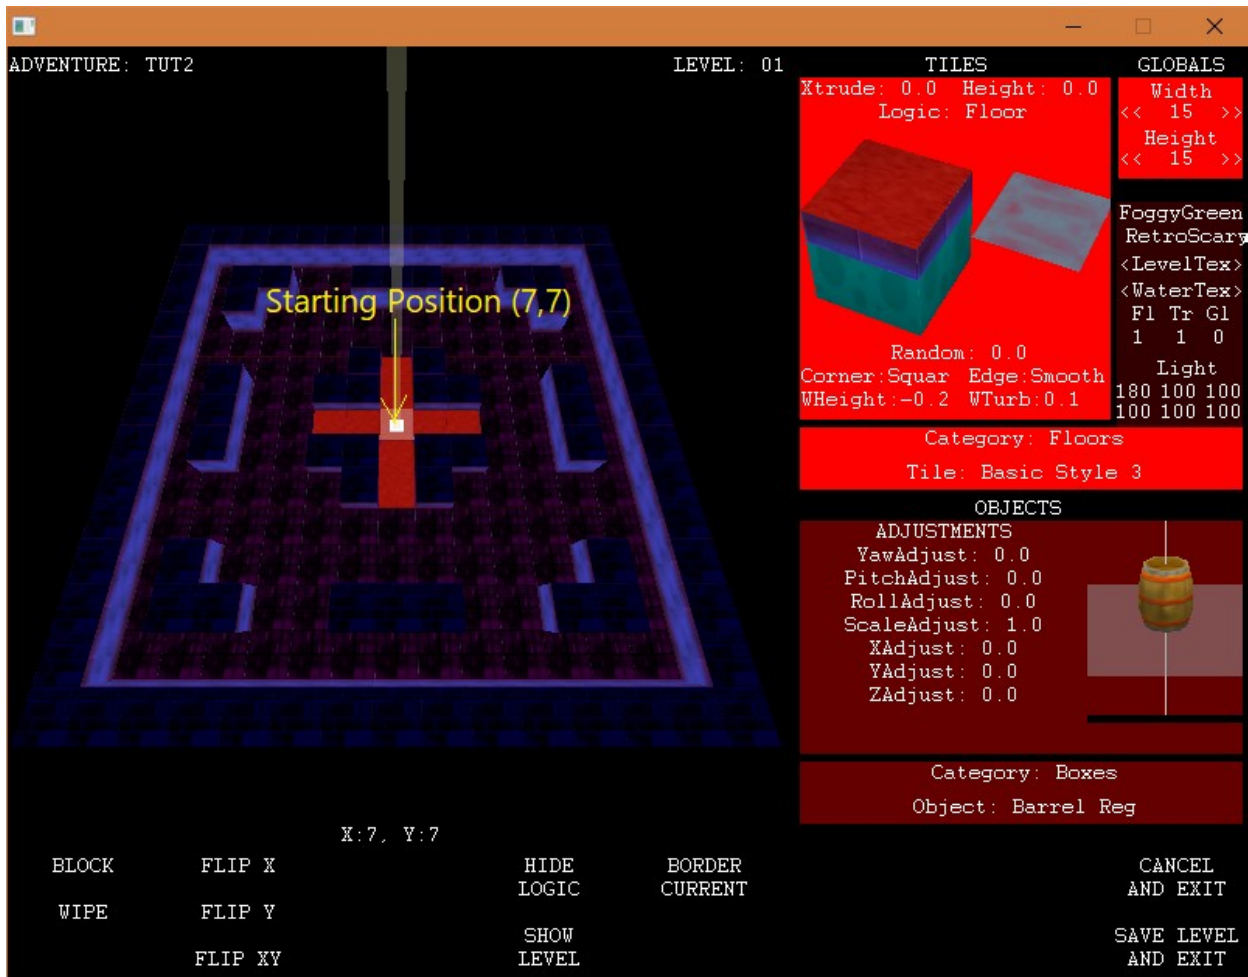 ADVENTURE: TUT2
LEVEL: 01
Starting Position (7,7)
X:7, Y:7
BLOCK
WIPE
FLIP X
FLIP Y
FLIP XY
HIDE
LOGIC
SHOW
LEVEL
BORDER
CURRENT
CANCEL
AND EXIT
SAVE LEVEL
AND EXIT
TILES
Xtrude: 0.0 Height: 0.0
Logic: Floor
Random: 0.0
Corner:Squar Edge:Smooth
WHeight:-0.2 WTurb:0.1
Category: Floors
Tile: Basic Style 3
GLOBALS
Width
<< 15 >>
Height
<< 15 >>
FoggyGreen
RetroScary
<LevelTex>
<WaterTex>
Fl Tr Gl
1 1 0
Light
180 100 100
100 100 100
OBJECTS
ADJUSTMENTS
YawAdjust: 0.0
PitchAdjust: 0.0
RollAdjust: 0.0
ScaleAdjust: 1.0
XAdjust: 0.0
YAdjust: 0.0
ZAdjust: 0.0
Category: Boxes
Object: Barrel Reg